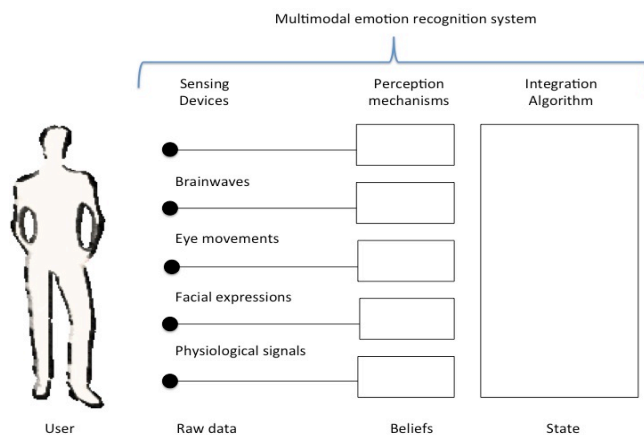 Multimodal emotion recognition system
Sensing
Devices
Perception
mechanisms
Integration
Algorithm
Brainwaves
Eye movements
Facial expressions
Physiological signals
User
Raw data
Beliefs
State